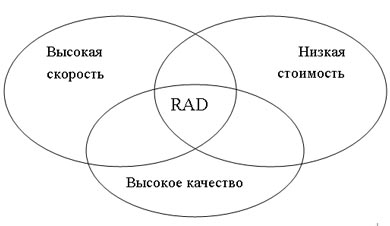 Высокая
скорость
Низкая
стоимость
RAD
Высокое качество